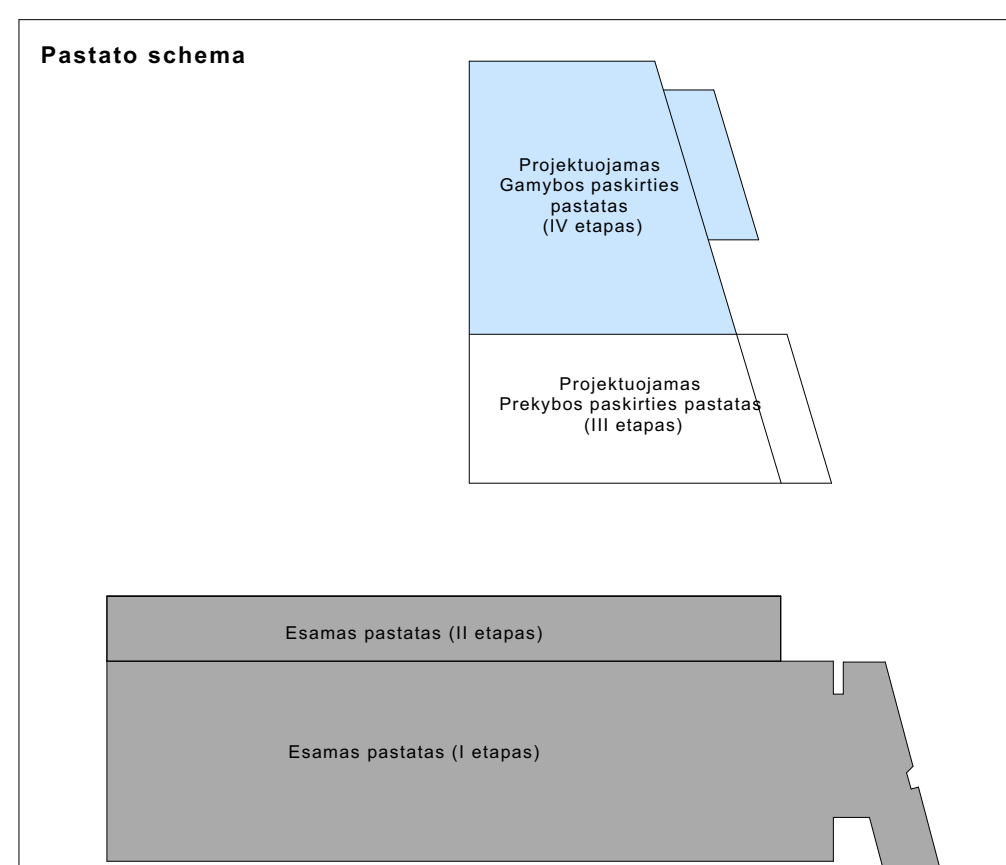 Pastato schema
Projektuojamas
Gamybos paskirties
pastatas
(IV etapas)
Projektuojamas
Prekybos paskirties pastatas
(III etapas)
Esamas pastatas (II etapas)
Esamas pastatas (I etapas)